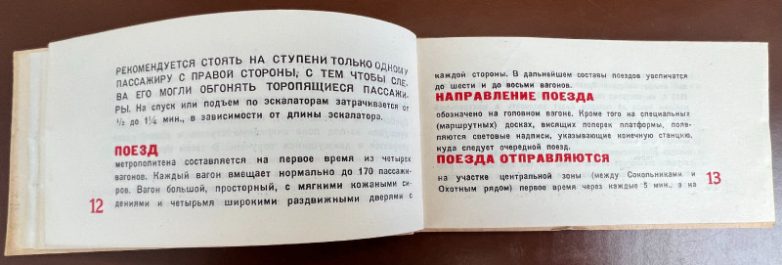 РЕКОМЕНДУЕТСЯ СТОЯТЬ НА СТУПЕНИ ТОЛЬКО ОДНОМУ
ПАССАЖИРУ С ПРАВОЙ СТОРОНЫ, С ТЕМ ЧТОБЫ СЛЕ-
ВА ЕГО МОГЛИ ОБГОНЯТЬ ТОРОПЯЩИЕСЯ ПАССАЖИ-
РЫ. На спуск или подъем по эскалаторам затрачивается от
½ до 1¼ мин., в зависимости от длины эскалатора.
ПОЕЗД
метрополитена составляется на первое время из четырех
вагонов. Каждый вагон вмещает нормально до 170 пассажи-
ров. Вагон большой, просторный, с мягкими кожаными си-
дениями и четырьмя широкими раздвижными дверями с
12
каждой стороны. В дальнейшем составы поездов увеличатся
до шести и до восьми вагонов.
НАПРАВЛЕНИЕ ПОЕЗДА
обозначено на головном вагоне. Кроме того на специальных
(маршрутных) досках, висящих поперек платформы, появ-
ляются световые надписи, указывающие конечную станцию,
куда следует очередной поезд.
ПОЕЗДА ОТПРАВЛЯЮТСЯ
на участке центральной зоны (между Сокольниками и
Охотным рядом) первое время через каждые 5 мин., а на
13